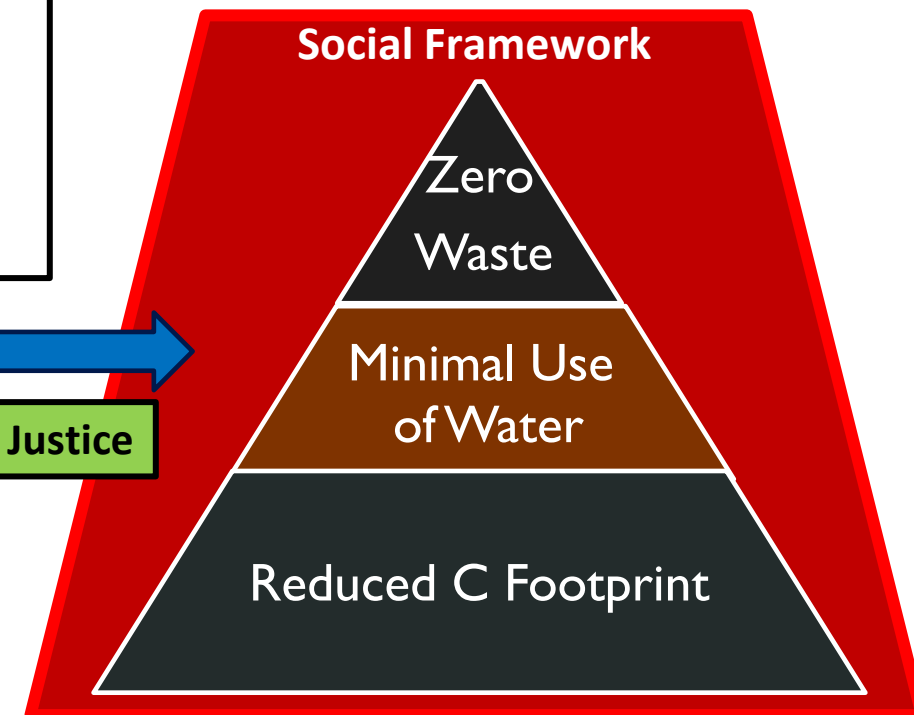 Social Framework
Zero
Waste
Minimal Use
of Water
Justice
Reduced C Footprint